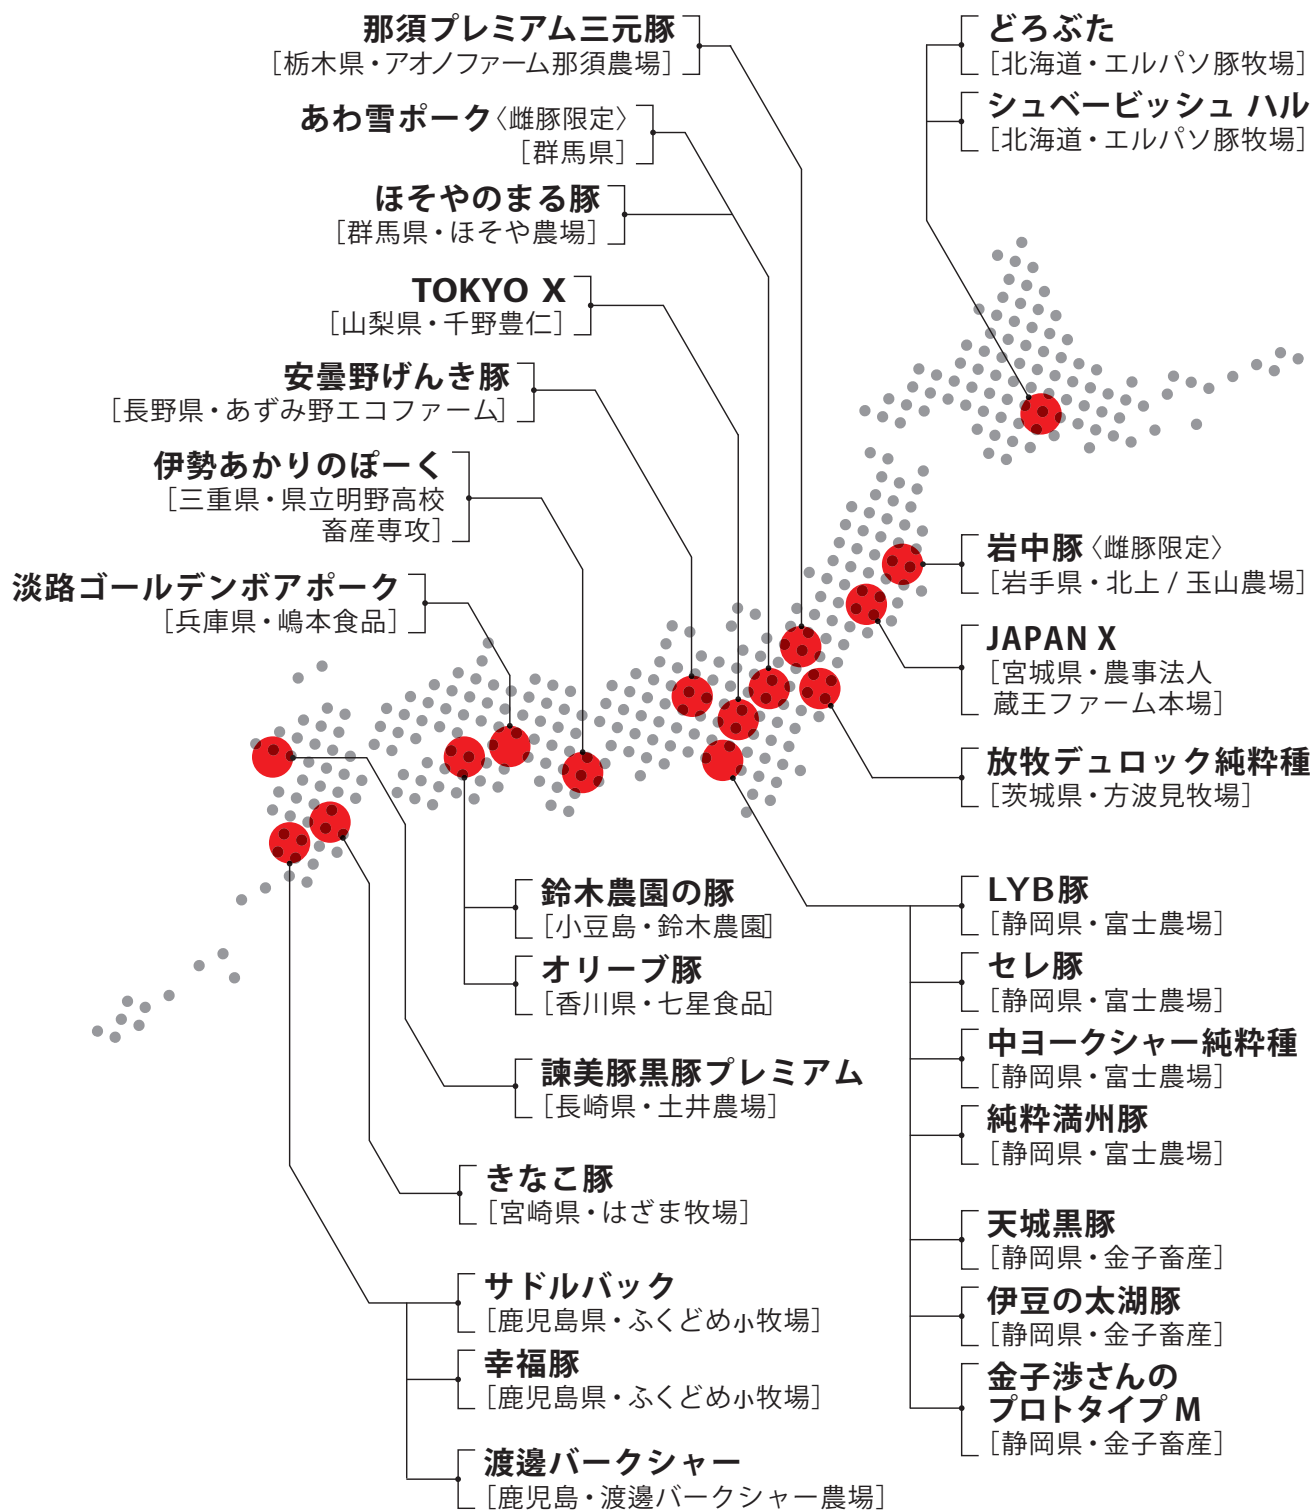 那須プレミアム三元豚
[栃木県・アオノファーム那須農場]
あわ雪ポーク〈雌豚限定〉
[群馬県]
ほそやのまる豚
[群馬県・ほそや農場]
TOKYO X
[山梨県・千野豊仁]
安曇野げんき豚
[長野県・あずみ野エコファーム]
伊勢あかりのぽーく
[三重県・県立明野高校
畜産専攻]
淡路ゴールデンボアポーク
[兵庫県・嶋本食品]
どろぶた
[北海道・エルパソ豚牧場]
シュベービッシュ ハル
[北海道・エルパソ豚牧場]
岩中豚〈雌豚限定〉
[岩手県・北上 / 玉山農場]
JAPAN X
[宮城県・農事法人
蔵王ファーム本場]
放牧デュロック純粋種
[茨城県・方波見牧場]
LYB豚
[静岡県・富士農場]
セレ豚
[静岡県・富士農場]
中ヨークシャー純粋種
[静岡県・富士農場]
純粋満州豚
[静岡県・富士農場]
天城黒豚
[静岡県・金子畜産]
伊豆の太湖豚
[静岡県・金子畜産]
金子渉さんの
プロトタイプ M
[静岡県・金子畜産]
鈴木農園の豚
[小豆島・鈴木農園]
オリーブ豚
[香川県・七星食品]
諫美豚黒豚プレミアム
[長崎県・土井農場]
きなこ豚
[宮崎県・はざま牧場]
サドルバック
[鹿児島県・ふくどめ小牧場]
幸福豚
[鹿児島県・ふくどめ小牧場]
渡邊バークシャー
[鹿児島・渡邊バークシャー農場]